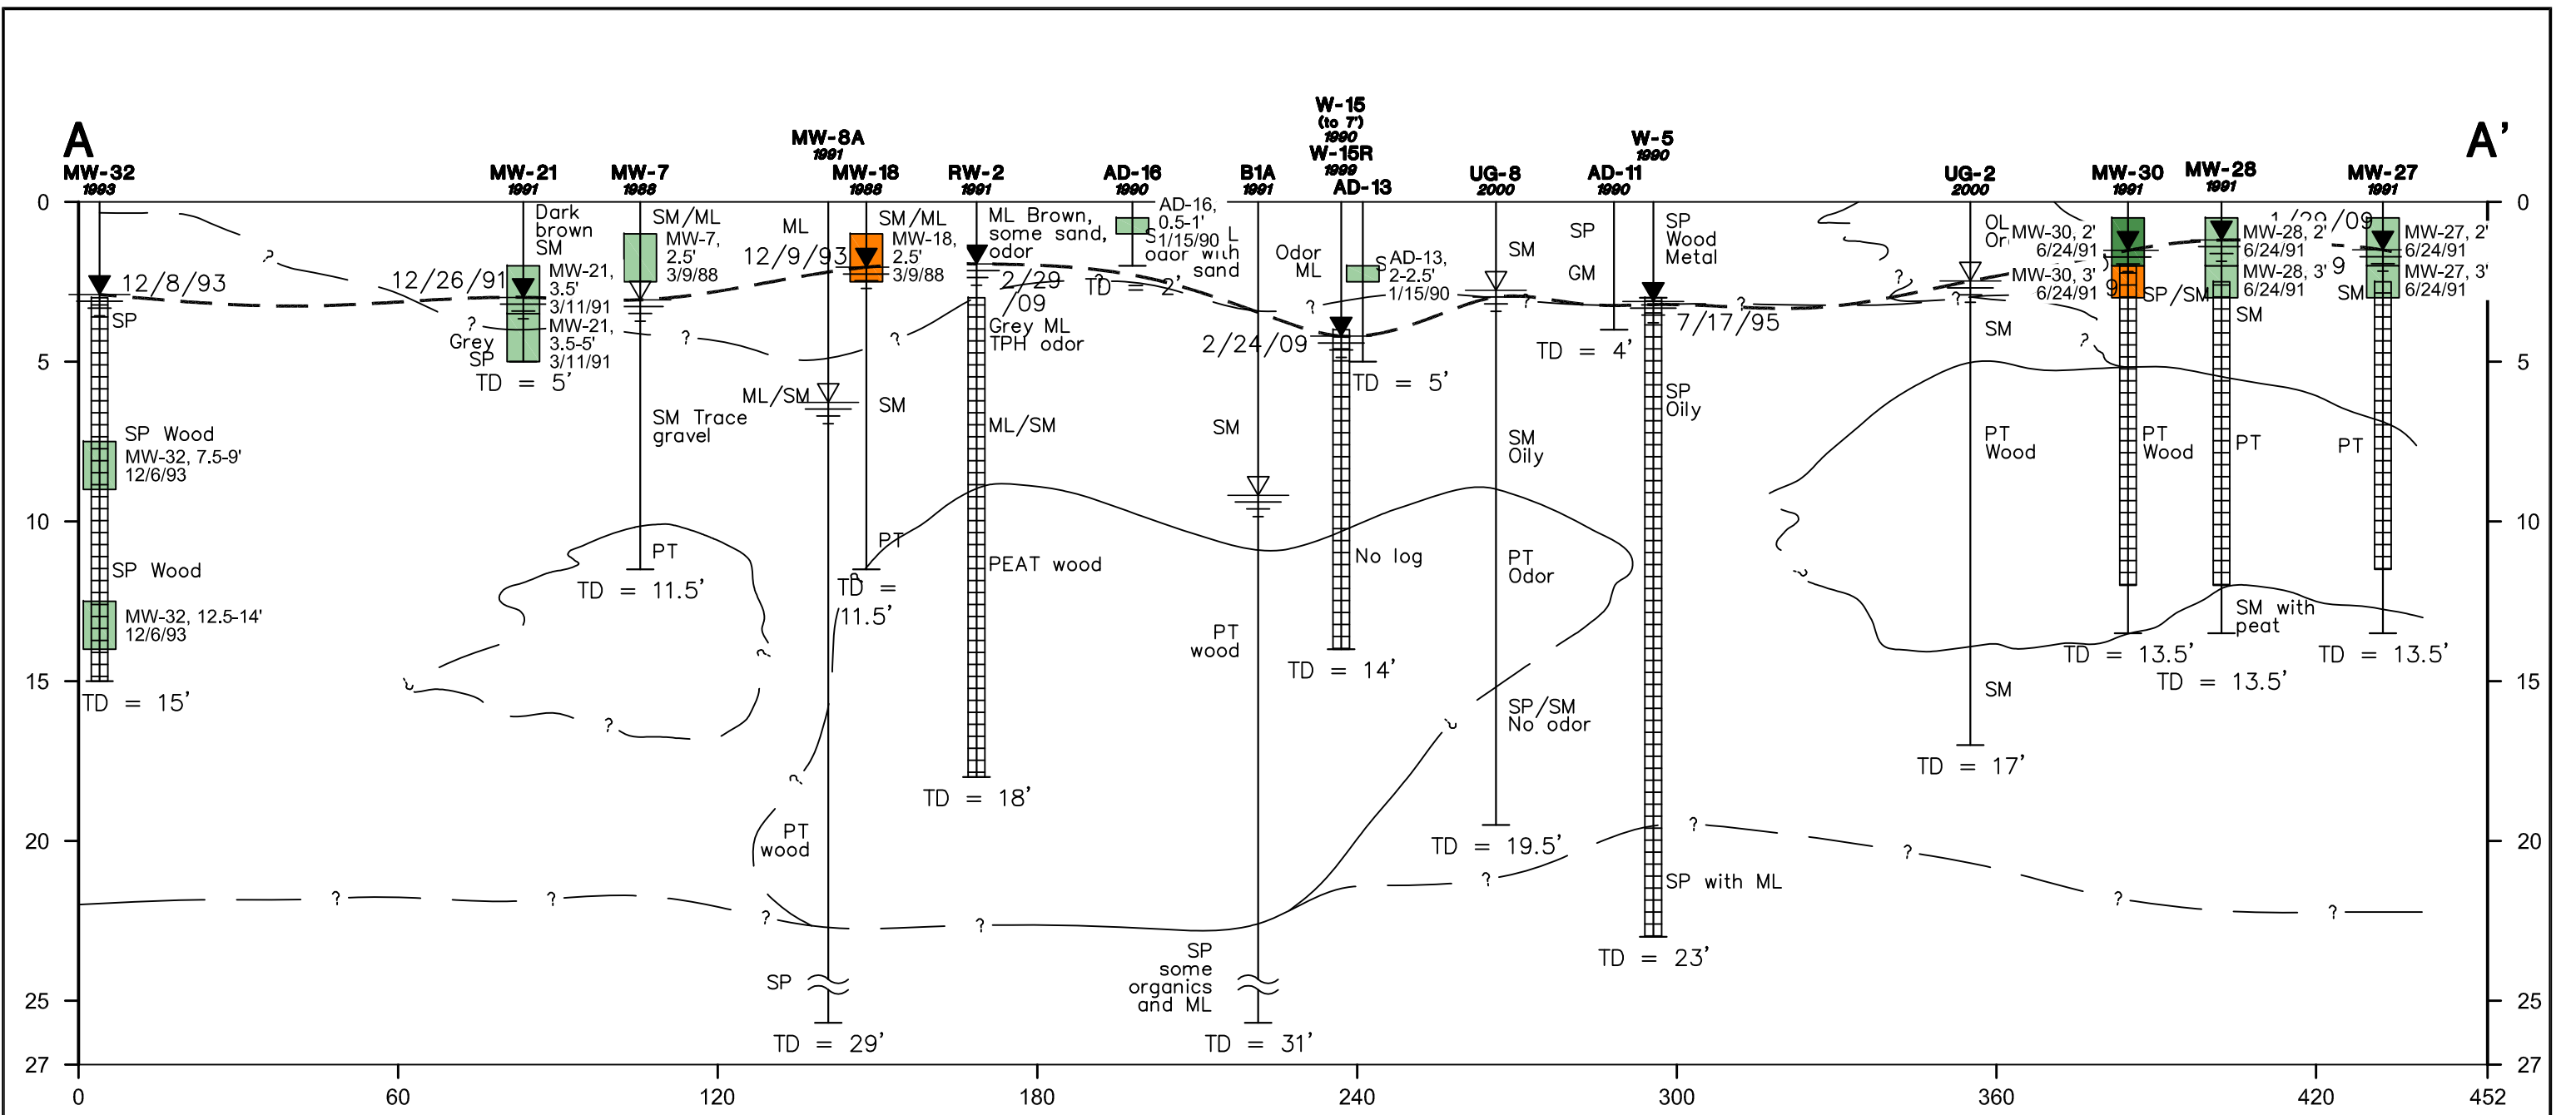 A
A'
MW-32
1993
MW-21
1991
MW-7
1988
MW-8A
1991
MW-18
1988
RW-2
1991
AD-16
1990
B1A
1991
W-15
(to 7')
1990
W-15R
1999
AD-13
UG-8
2000
AD-11
1990
W-5
1990
UG-2
2000
MW-30
1991
MW-28
1991
MW-27
1991
0
5
10
15
20
25
27
0
5
10
15
20
25
27
0
60
120
180
240
300
360
420
452
12/8/93
SP
SP Wood
MW-32, 7.5-9'
12/6/93
SP Wood
MW-32, 12.5-14'
12/6/93
TD = 15'
?
?
?
?
?
Dark
brown
SM
12/26/91
MW-21,
3.5'
3/11/91
MW-21,
3.5-5'
3/11/91
Grey
SP
TD = 5'
SM/ML
MW-7,
2.5'
3/9/88
?
SM Trace
gravel
PT
TD = 11.5'
?
?
?
ML
12/9/93
ML/SM
PT
wood
?
?
SP
TD = 29'
SM/ML
MW-18,
2.5'
3/9/88
?
SM
PT
TD =
11.5'
?
ML Brown,
some sand,
odor
2/29
/09
Grey ML
TPH odor
ML/SM
PEAT wood
TD = 18'
?
AD-16,
0.5-1'
1/15/90
odor with
sand
TD = 2'
?
SM
PT
wood
SP
some
organics
and ML
TD = 31'
Odor
ML
?
2/24/09
AD-13,
2-2.5'
1/15/90
TD = 5'
No log
TD = 14'
SM
?
SM
Oily
PT
Odor
SP/SM
No odor
?
TD = 19.5'
?
SP
GM
TD = 4'
SP
Wood
Metal
7/17/95
?
SP
Oily
SP with ML
TD = 23'
?
?
OL
?
SM
PT
Wood
?
SM
TD = 17'
MW-30, 2'
6/24/91
MW-30, 3'
6/24/91
SP/SM
?
PT
Wood
TD = 13.5'
?
MW-28, 2'
6/24/91
MW-28, 3'
6/24/91
SM
PT
SM with
peat
TD = 13.5'
1/29/09
MW-27, 2'
6/24/91
MW-27, 3'
6/24/91
SM
PT
TD = 13.5'
?